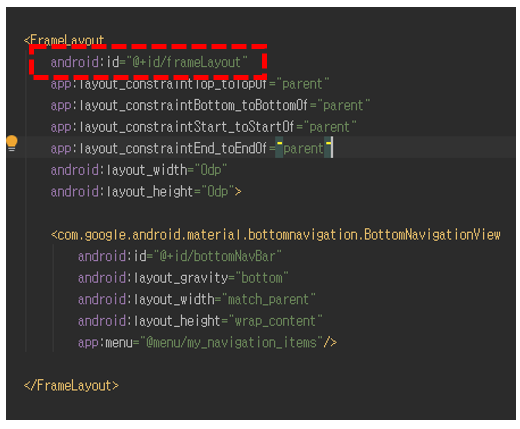 <FrameLayout
android:id="@+id/frameLayout"
app:layout_constraintTop_toTopOf="parent"
app:layout_constraintBottom_toBottomOf="parent"
app:layout_constraintStart_toStartOf="parent"
app:layout_constraintEnd_toEndOf="parent"
android:layout_width="0dp"
android:layout_height="0dp">
<com.google.android.material.bottomnavigation.BottomNavigationView
android:id="@+id/bottomNavBar"
android:layout_gravity="bottom"
android:layout_width="match_parent"
android:layout_height="wrap_content"
app:menu="@menu/my_navigation_items"/>
</FrameLayout>